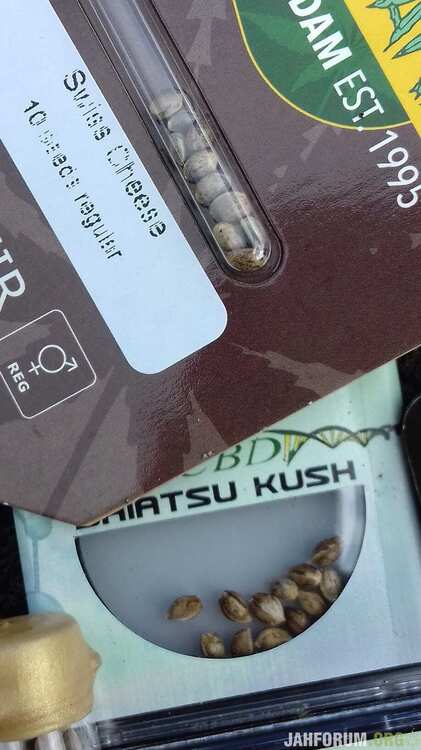 DAM EST. 1995
Swiss Cheese
10 seeds regular
REG
CBD
SHIATSU KUSH
JAHFORUM.ORG